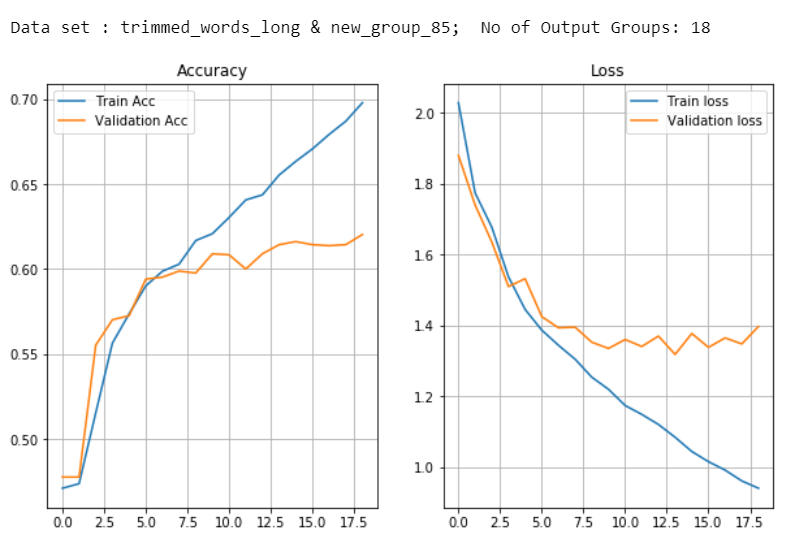 Data set : trimmed_words_long & new_group_85;  No of Output Groups: 18
Accuracy
Train Acc
Validation Acc
0.70
0.65
0.60
0.55
0.50
0.0 2.5 5.0 7.5 10.0 12.5 15.0 17.5
Loss
Train loss
Validation loss
2.0
1.8
1.6
1.4
1.2
1.0
0.0 2.5 5.0 7.5 10.0 12.5 15.0 17.5